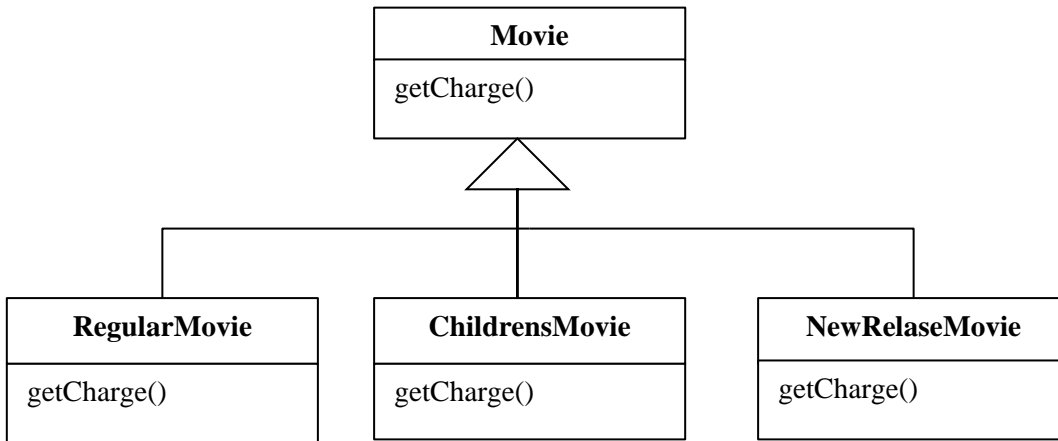 Movie
getCharge()
RegularMovie
ChildrensMovie
NewRelaseMovie
getCharge()
getCharge()
getCharge()